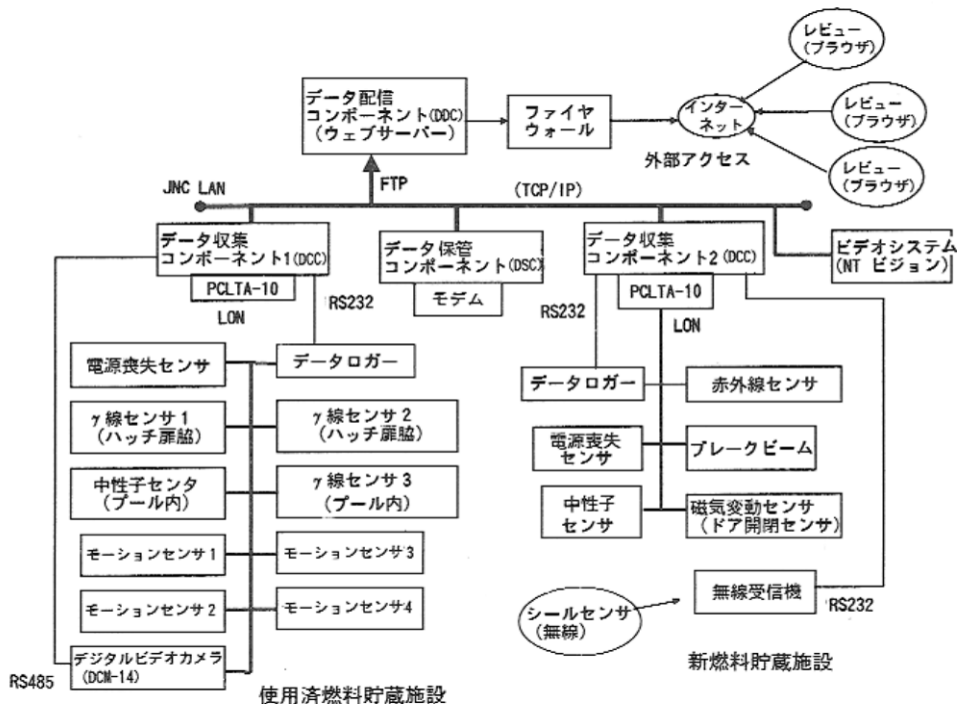 レビュー
(ブラウザ)
データ配信
コンポーネント(DDC)
(ウェブサーバー)
ファイヤ
ウォール
インター
ネット
レビュー
(ブラウザ)
外部アクセス
レビュー
(ブラウザ)
JNC LAN
FTP
(TCP/IP)
データ収集
コンポーネント1(DCC)
データ保管
コンポーネント(DSC)
データ収集
コンポーネント2(DCC)
ビデオシステム
(NT ビジョン)
PCLTA-10
モデム
PCLTA-10
LON
RS232
RS232
LON
電源喪失センサ
データロガー
データロガー
赤外線センサ
γ線センサ1
(ハッチ扉脇)
γ線センサ2
(ハッチ扉脇)
電源喪失
センサ
ブレークビーム
中性子センタ
(プール内)
γ線センサ3
(プール内)
中性子
センサ
磁気変動センサ
(ドア開閉センサ)
モーションセンサ1
モーションセンサ3
モーションセンサ2
モーションセンサ4
シールセンサ
(無線)
無線受信機
RS232
デジタルビデオカメラ
(DCM-14)
RS485
使用済燃料貯蔵施設
新燃料貯蔵施設